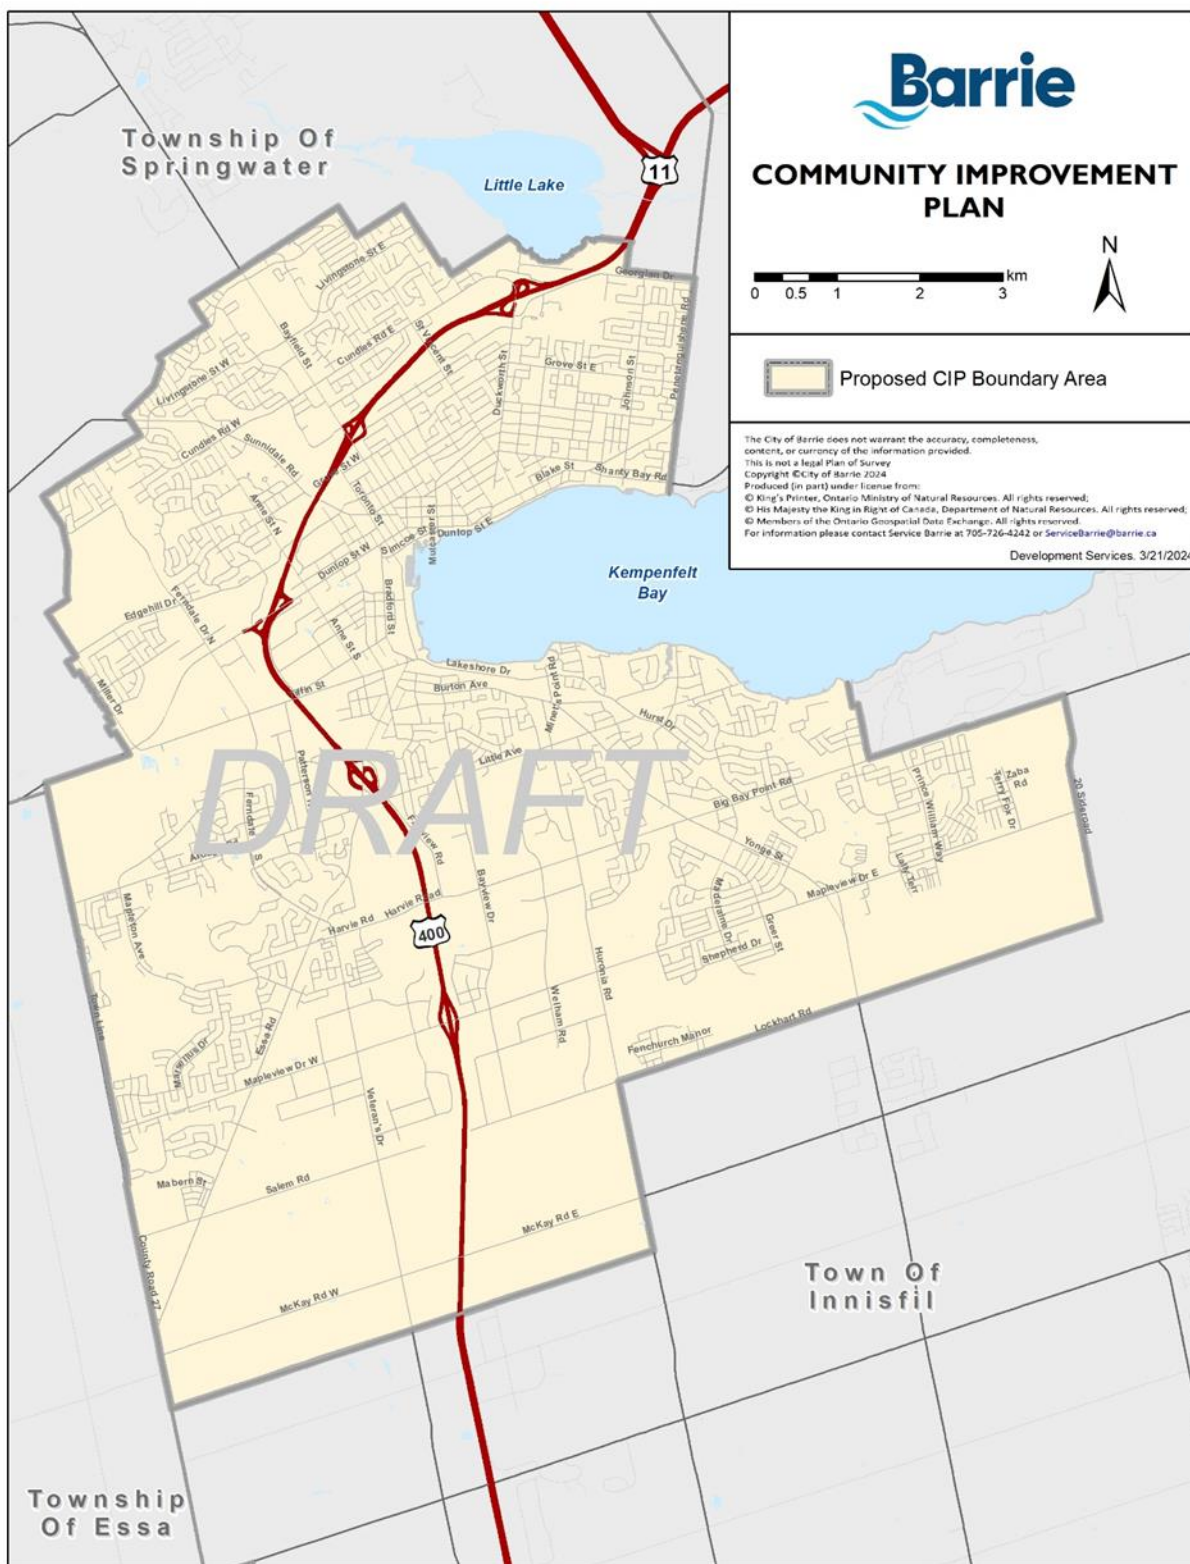 Barrie
COMMUNITY IMPROVEMENT
PLAN
N
km
0 0.5 1 2 3
Proposed CIP Boundary Area
The City of Barrie does not warrant the accuracy, completeness,
content, or currency of the information provided.
This is not a legal Plan of Survey
Copyright ©City of Barrie 2024
Produced (in part) under license from:
© King's Printer, Ontario Ministry of Natural Resources. All rights reserved;
© His Majesty the King in Right of Canada, Department of Natural Resources. All rights reserved;
© Members of the Ontario Geospatial Data Exchange. All rights reserved.
For information please contact Service Barrie at 705-726-4242 or ServiceBarrie@barrie.ca
Development Services. 3/21/2024
Township Of
Springwater
Little Lake
11
Livingstone St E
Georgian Dr
Bayfield St
Cundles Rd E
St Vincent St
Penetanguishene Rd
Livingstone St W
Duckworth St
Grove St E
Johnson St
Cundles Rd W
Sunnidale Rd
Grove St W
Blake St
Shanty Bay Rd
Toronto St
Anne St N
Mulcaster St
Dunlop St E
Simcoe St
Dunlop St W
Kempenfelt
Bay
Bradford St
Edgehill Dr
Ferndale Dr N
Anne St S
Lakeshore Dr
Burton Ave
Minet's Point Rd
Miller Dr
Tiffin St
Hurst Dr
Little Ave
DRAFT
Patterson
Ferndale
S
Big Bay Point Rd
Prince William Way
Zaba
Rd
Terry Fox Dr
20 Sideroad
Rd
Yonge St
Lally Terr
Mapleview Dr E
Bayview Dr
Mapleton Ave
Harvie Rd
Harvie Road
400
Madelaine Dr
Greer St
Shepherd Dr
Huronia Rd
Welham Rd
Town Line
Essa Rd
Fenchurch Manor
Lockhart Rd
Marsellus Dr
Mapleview Dr W
Veteran's Dr
Mabern St
Salem Rd
McKay Rd E
County Road 27
McKay Rd W
Town Of
Innisfil
Township
Of Essa